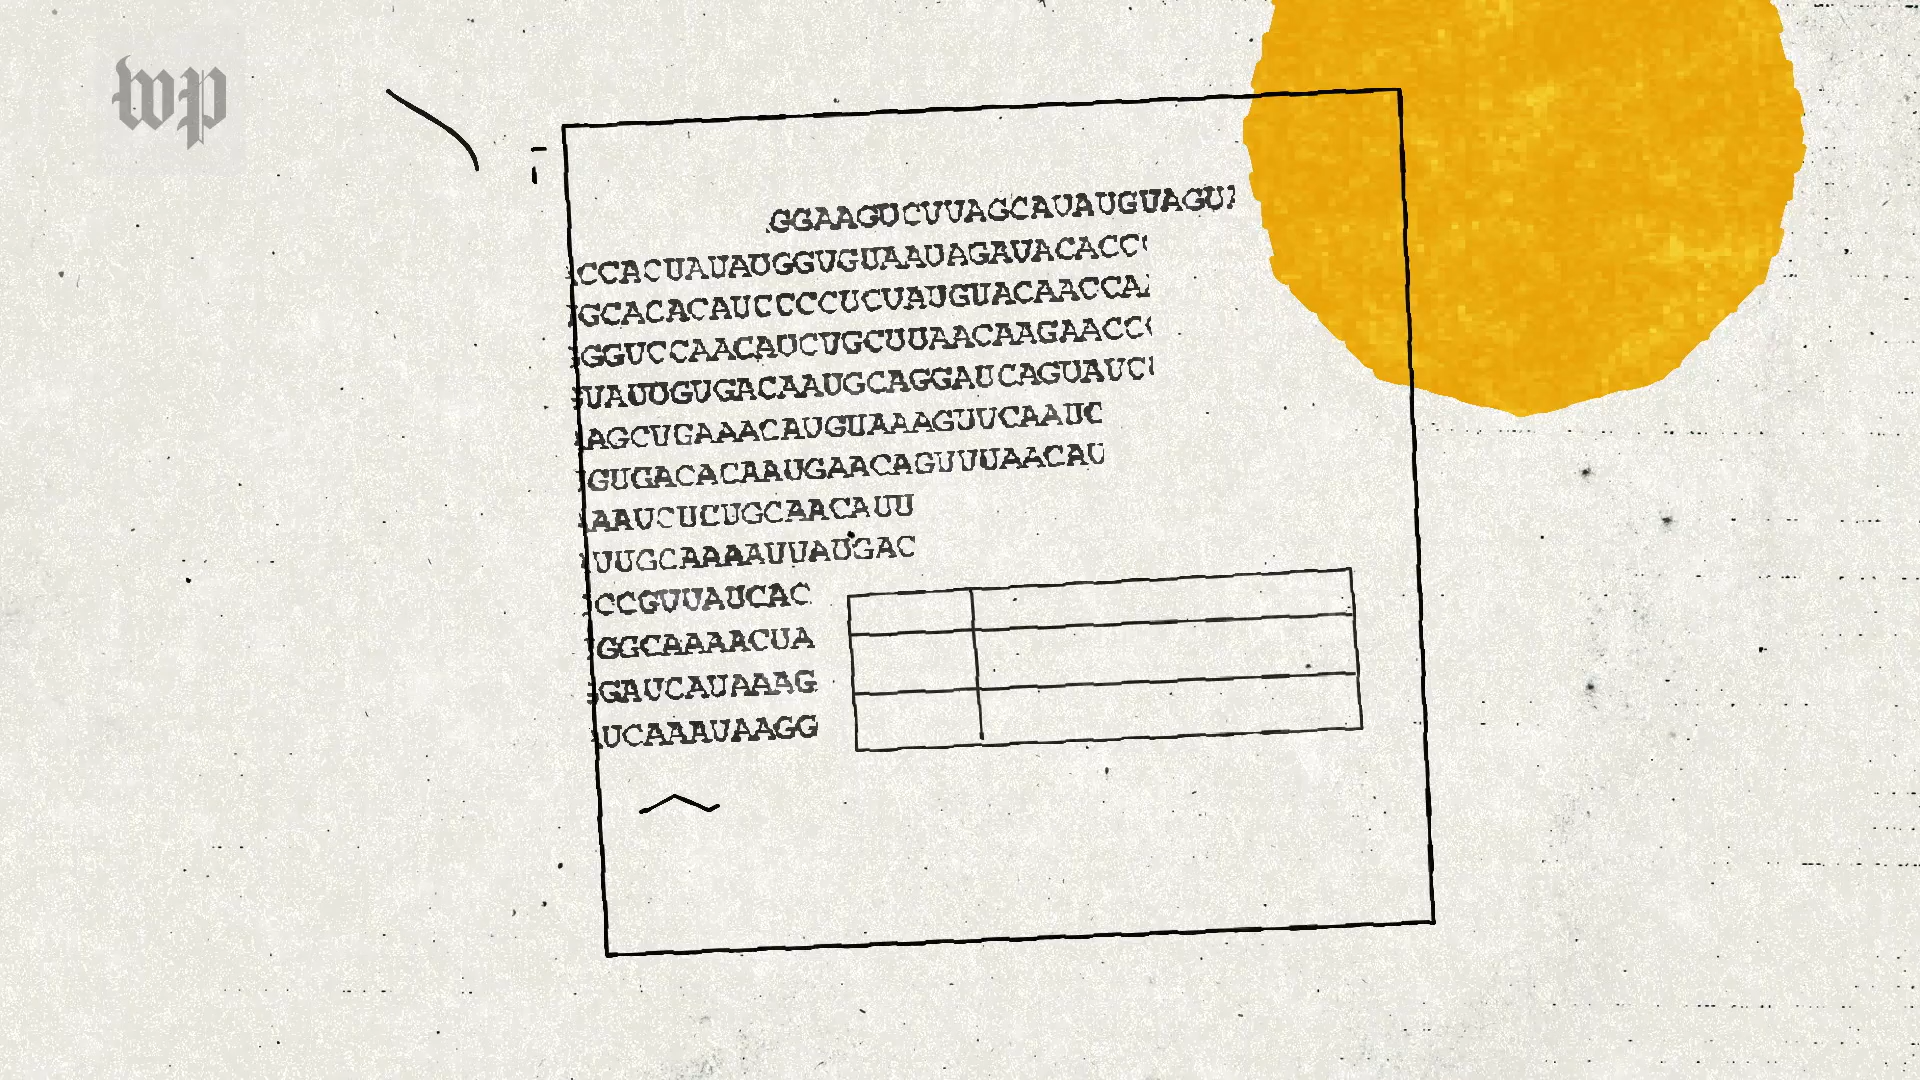 wp
GGAAGUCUUAGCAUAUGUAGU
CCACUAUAUGGUGUAAUAGAUACACC
GCACACAUCCCCUCUAUGUACAACCA
GGUCCAACAUCUGCUUAACAAGAACC
UAUUGUGACAAUGCAGGAUCAGUAUC
AGCUGAAACAUGUAAAGUUCAAUC
GUGACACAAUGAACAGUUUAACAU
AAUCUCUGCAACAUU
UUGCAAAAUUAUGAC
CCGUUAUCAC
GGCAAAACUA
GAUCAUAAAG
UCAAAUAAGG